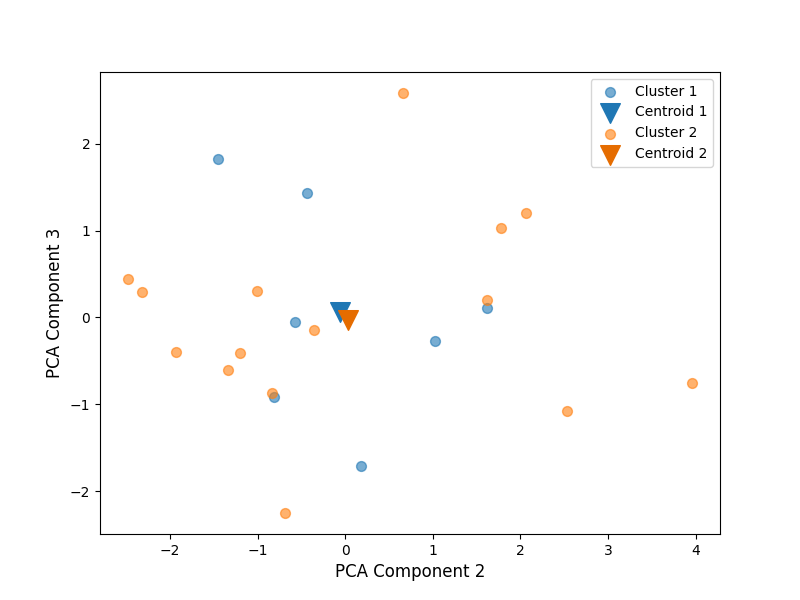 Cluster 1
Centroid 1
Cluster 2
Centroid 2
PCA Component 3
2
1
0
−1
−2
−2
−1
0
1
2
3
4
PCA Component 2